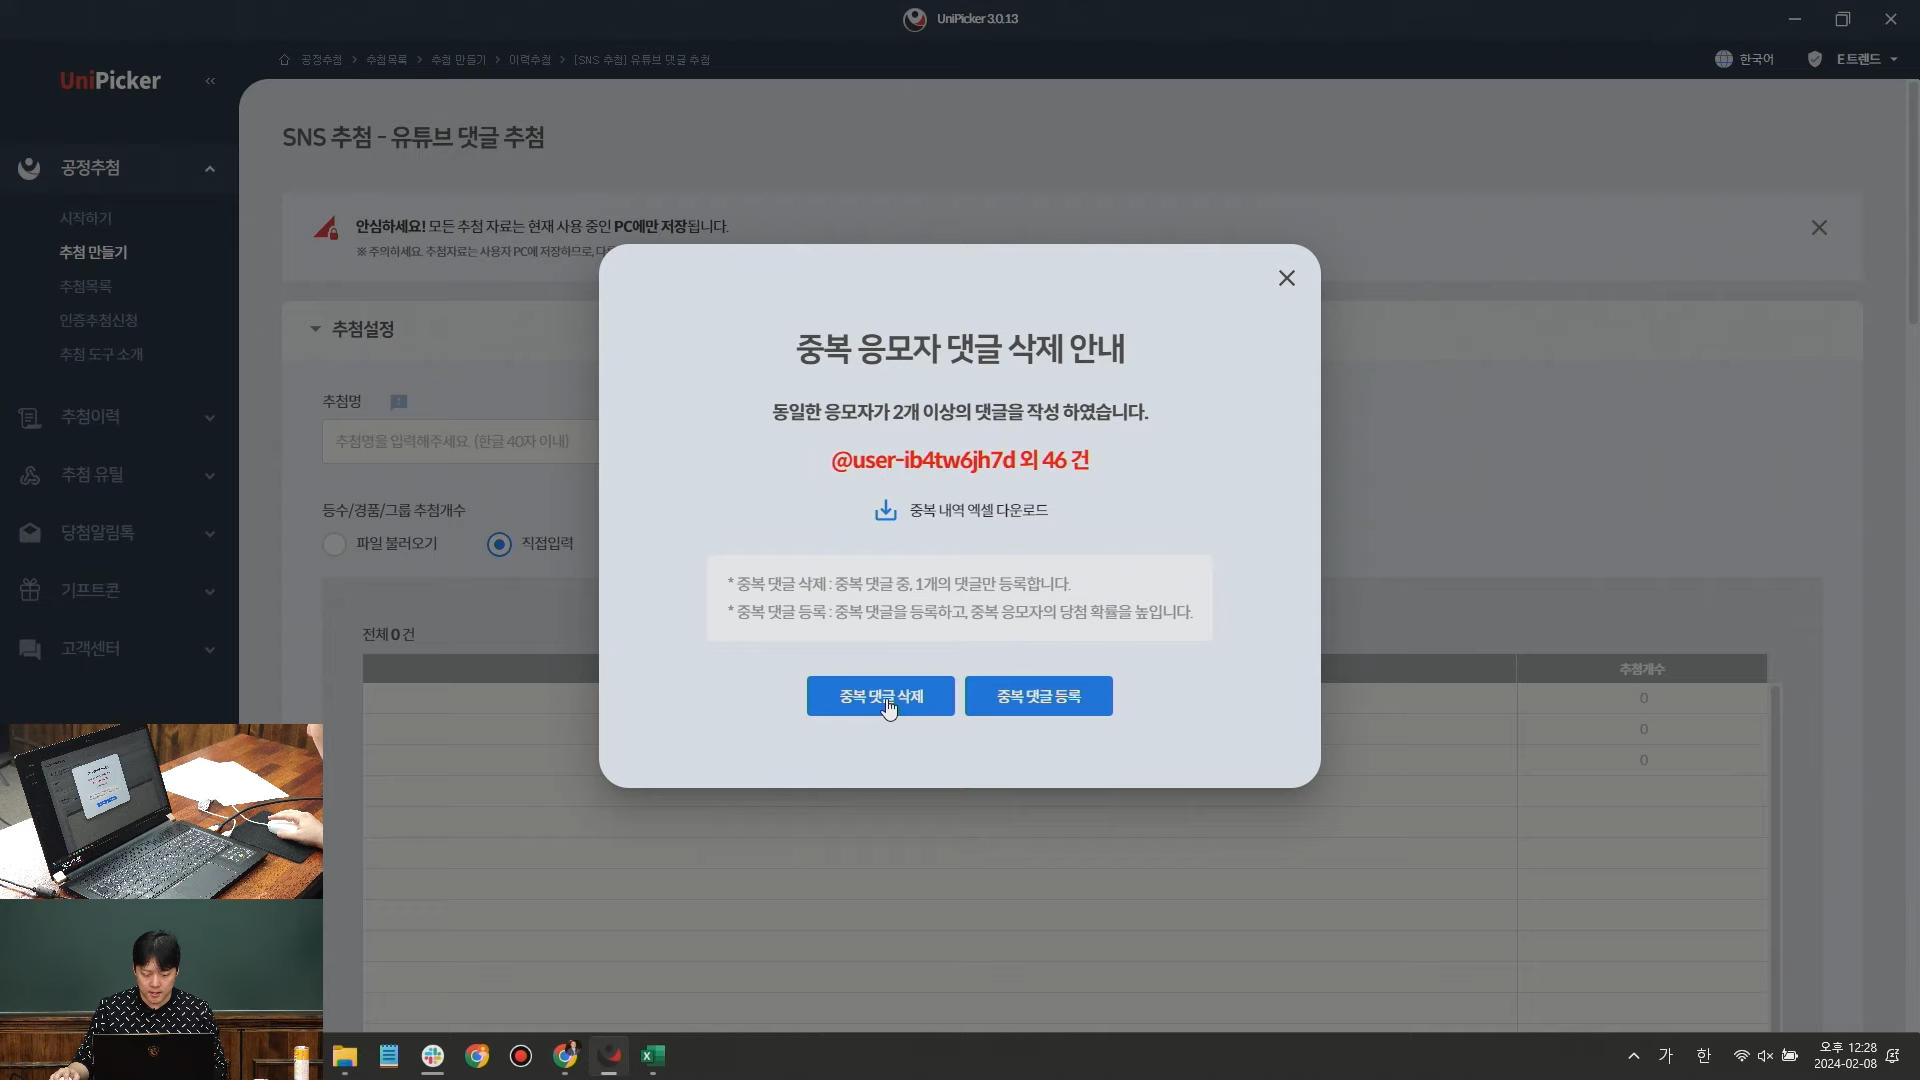 UniPicker 3.0.13
공정추첨 > 추첨목록 > 추첨 만들기 > 이력추첨 > [SNS 추첨] 유튜브 댓글 추첨
한국어
E트렌드
UniPicker
«
공정추첨
시작하기
추첨 만들기
추첨목록
인증추첨신청
추첨 도구 소개
추첨이력
추첨 유틸
당첨알림톡
기프트콘
고객센터
SNS 추첨 - 유튜브 댓글 추첨
안심하세요! 모든 추첨 자료는 현재 사용 중인 PC에만 저장됩니다.
※ 주의하세요. 추첨자료는 사용자 PC에 저장하므로,
추첨설정
추첨명
추첨명을 입력해주세요. (한글 40자 이내)
등수/경품/그룹 추첨개수
파일 불러오기
직접입력
전체 0 건
추첨개수
0
0
0
중복 응모자 댓글 삭제 안내
동일한 응모자가 2개 이상의 댓글을 작성 하였습니다.
@user-ib4tw6jh7d 외 46 건
중복 내역 엑셀 다운로드
* 중복 댓글 삭제 : 중복 댓글 중, 1개의 댓글만 등록합니다.
* 중복 댓글 등록 : 중복 댓글을 등록하고, 중복 응모자의 당첨 확률을 높입니다.
중복 댓글 삭제
중복 댓글 등록
가
한
오후 12:28
2024-02-08